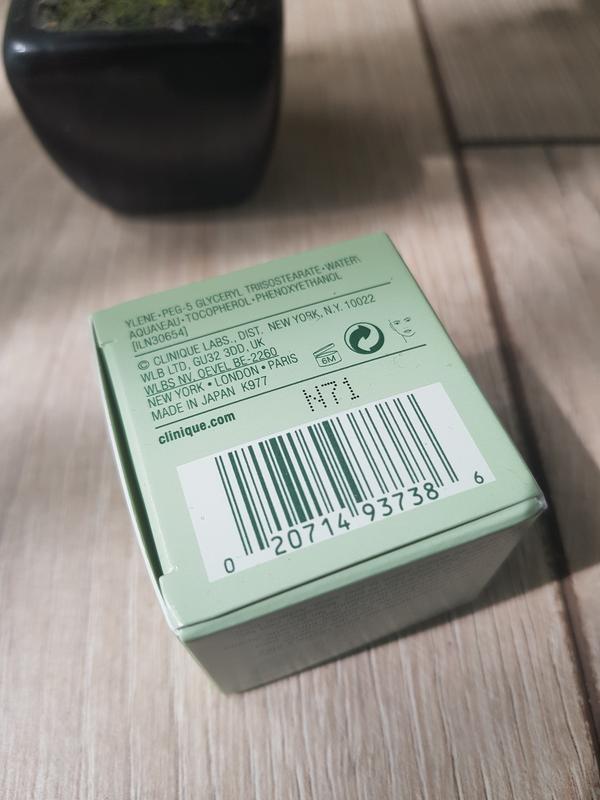 YLENE•PEG-5 GLYCERYL TRIISOSTEARATE•WATER\
AQUA\EAU•TOCOPHEROL•PHENOXYETHANOL
[ILN30654]
© CLINIQUE LABS., DIST. NEW YORK, N.Y. 10022
WLB LTD, GU32 3DD, UK
WLBS NV, OEVEL BE-2260
NEW YORK • LONDON • PARIS
MADE IN JAPAN K977
6M
H71
clinique.com
0 20714 93738 6